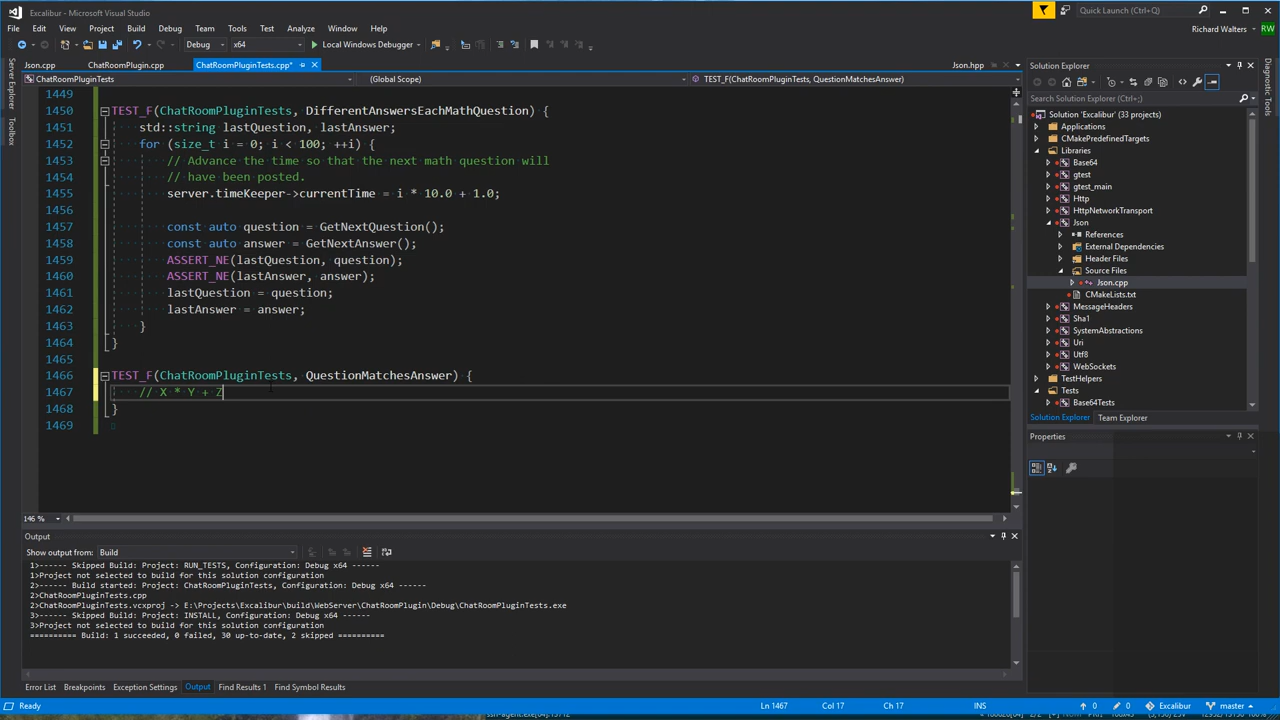 Excalibur - Microsoft Visual Studio
Quick Launch (Ctrl+Q)
File Edit View Project Build Debug Team Tools Test Analyze Window Help
Richard Walters RW
Debug x64 Local Windows Debugger
Json.cpp ChatRoomPlugin.cpp ChatRoomPluginTests.cpp* Json.hpp
ChatRoomPluginTests (Global Scope) TEST_F(ChatRoomPluginTests, QuestionMatchesAnswer)
Server Explorer
Toolbox
1449
1450 TEST_F(ChatRoomPluginTests, DifferentAnswersEachMathQuestion) {
1451 std::string lastQuestion, lastAnswer;
1452 for (size_t i = 0; i < 100; ++i) {
1453 // Advance the time so that the next math question will
1454 // have been posted.
1455 server.timeKeeper->currentTime = i * 10.0 + 1.0;
1456
1457 const auto question = GetNextQuestion();
1458 const auto answer = GetNextAnswer();
1459 ASSERT_NE(lastQuestion, question);
1460 ASSERT_NE(lastAnswer, answer);
1461 lastQuestion = question;
1462 lastAnswer = answer;
1463 }
1464 }
1465
1466 TEST_F(ChatRoomPluginTests, QuestionMatchesAnswer) {
1467 // X * Y + Z
1468 }
1469
146 %
Solution Explorer
Search Solution Explorer (Ctrl+;)
Solution 'Excalibur' (33 projects)
Applications
CMakePredefinedTargets
Libraries
Base64
gtest
gtest_main
Http
HttpNetworkTransport
Json
References
External Dependencies
Header Files
Source Files
Json.cpp
CMakeLists.txt
MessageHeaders
Sha1
SystemAbstractions
Uri
Utf8
WebSockets
TestHelpers
Tests
Base64Tests
Solution Explorer Team Explorer
Properties
Diagnostic Tools
Output
Show output from: Build
1>------ Skipped Build: Project: RUN_TESTS, Configuration: Debug x64 ------
1>Project not selected to build for this solution configuration
2>------ Build started: Project: ChatRoomPluginTests, Configuration: Debug x64 ------
2>ChatRoomPluginTests.cpp
2>ChatRoomPluginTests.vcxproj -> E:\Projects\Excalibur\build\WebServer\ChatRoomPlugin\Debug\ChatRoomPluginTests.exe
3>------ Skipped Build: Project: INSTALL, Configuration: Debug x64 ------
3>Project not selected to build for this solution configuration
========== Build: 1 succeeded, 0 failed, 30 up-to-date, 2 skipped ==========
Error List Breakpoints Exception Settings Output Find Results 1 Find Symbol Results
Ready Ln 1467 Col 17 Ch 17 INS 0 0 Excalibur master